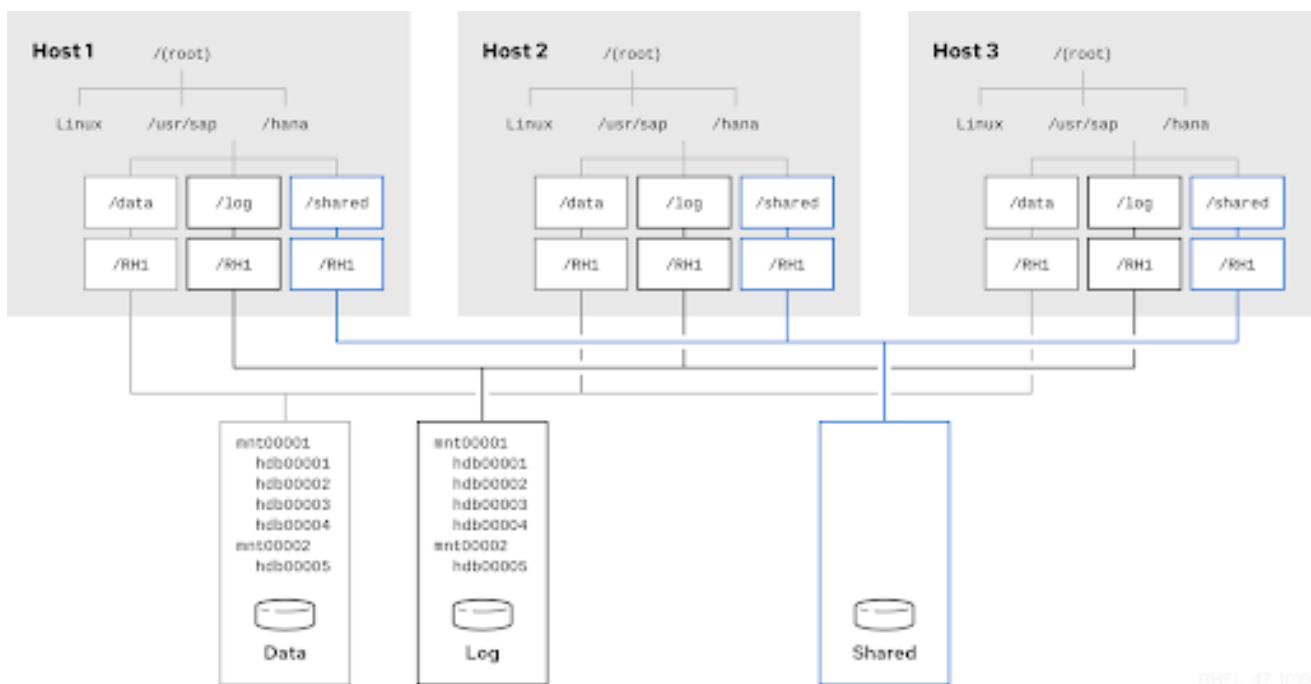 Host 1 /(root)
Linux /usr/sap /hana
/data /log /shared
/RH1 /RH1 /RH1
Host 2 /(root)
Linux /usr/sap /hana
/data /log /shared
/RH1 /RH1 /RH1
Host 3 /(root)
Linux /usr/sap /hana
/data /log /shared
/RH1 /RH1 /RH1
mnt00001
hdb00001
hdb00002
hdb00003
hdb00004
mnt00002
hdb00005
Data
mnt00001
hdb00001
hdb00002
hdb00003
hdb00004
mnt00002
hdb00005
Log
Shared